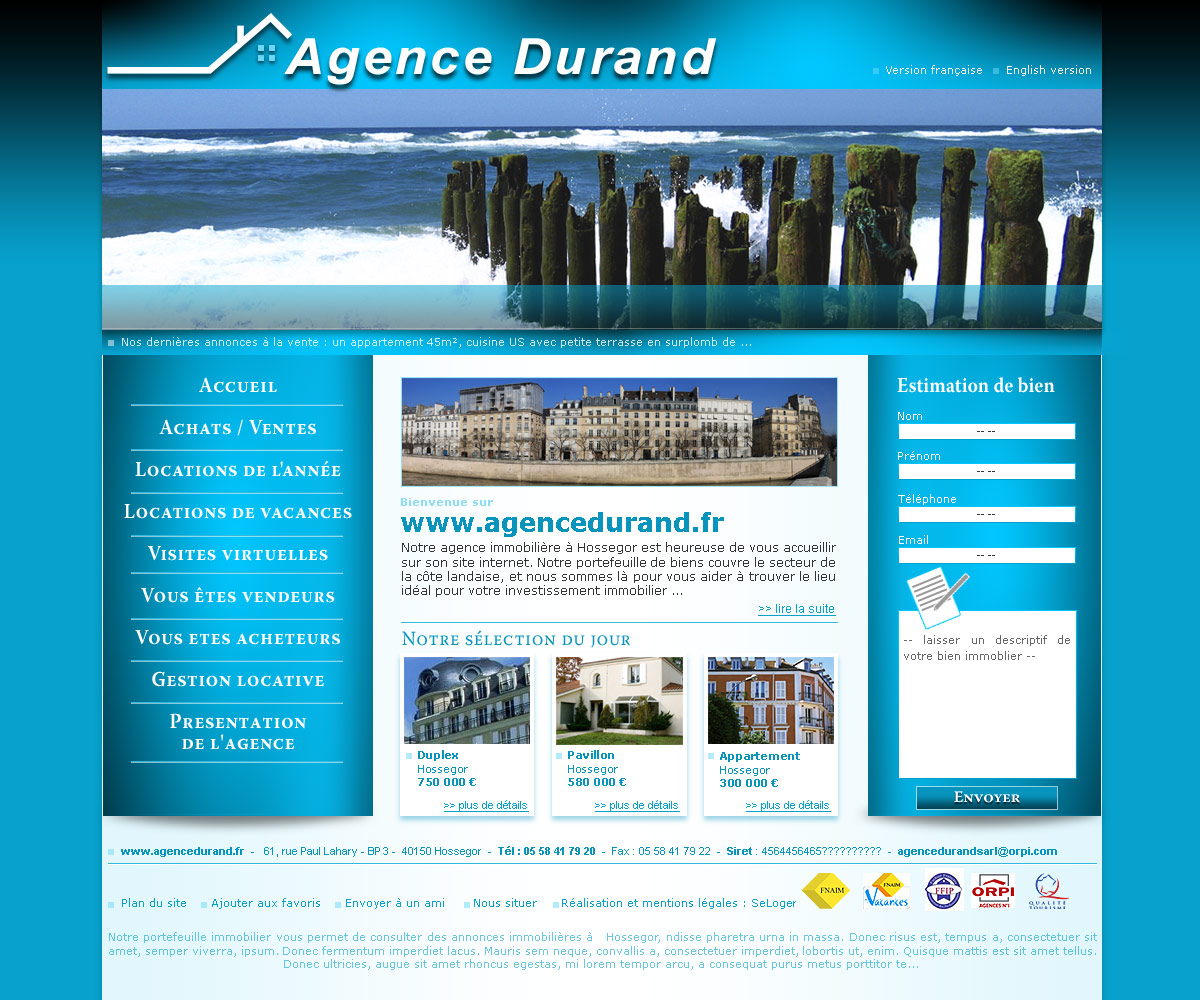 Agence Durand
Version française
English version
Nos dernières annonces à la vente : un appartement 45m², cuisine US avec petite terrasse en surplomb de ...
Accueil
Achats / Ventes
Locations de l'année
Locations de vacances
Visites virtuelles
Vous êtes vendeurs
Vous etes acheteurs
Gestion locative
Presentation
de l'agence
Bienvenue sur
www.agencedurand.fr
Notre agence immobilière à Hossegor est heureuse de vous accueillir
sur son site internet. Notre portefeuille de biens couvre le secteur de
la côte landaise, et nous sommes là pour vous aider à trouver le lieu
idéal pour votre investissement immobilier ...
>> lire la suite
Notre sélection du jour
Duplex
Hossegor
750 000 €
>> plus de détails
Pavillon
Hossegor
580 000 €
>> plus de détails
Appartement
Hossegor
300 000 €
>> plus de détails
Estimation de bien
Nom
-- --
Prénom
-- --
Téléphone
-- --
Email
-- --
-- laisser un descriptif de
votre bien immoblier --
Envoyer
www.agencedurand.fr - 61, rue Paul Lahary - BP 3 - 40150 Hossegor - Tél : 05 58 41 79 20 - Fax : 05 58 41 79 22 - Siret : 4564456465?????????? - agencedurandsarl@orpi.com
Plan du site
Ajouter aux favoris
Envoyer à un ami
Nous situer
Réalisation et mentions légales : SeLoger
FNAIM
FNAIM
Vacances
FFIP
ORPI
AGENCES N°1
QUALITÉ
TOURISME
Notre portefeuille immobilier vous permet de consulter des annonces immobilières à Hossegor, ndisse pharetra urna in massa. Donec risus est, tempus a, consectetuer sit
amet, semper viverra, ipsum. Donec fermentum imperdiet lacus. Mauris sem neque, convallis a, consectetuer imperdiet, lobortis ut, enim. Quisque mattis est sit amet tellus.
Donec ultricies, augue sit amet rhoncus egestas, mi lorem tempor arcu, a consequat purus metus porttitor te...